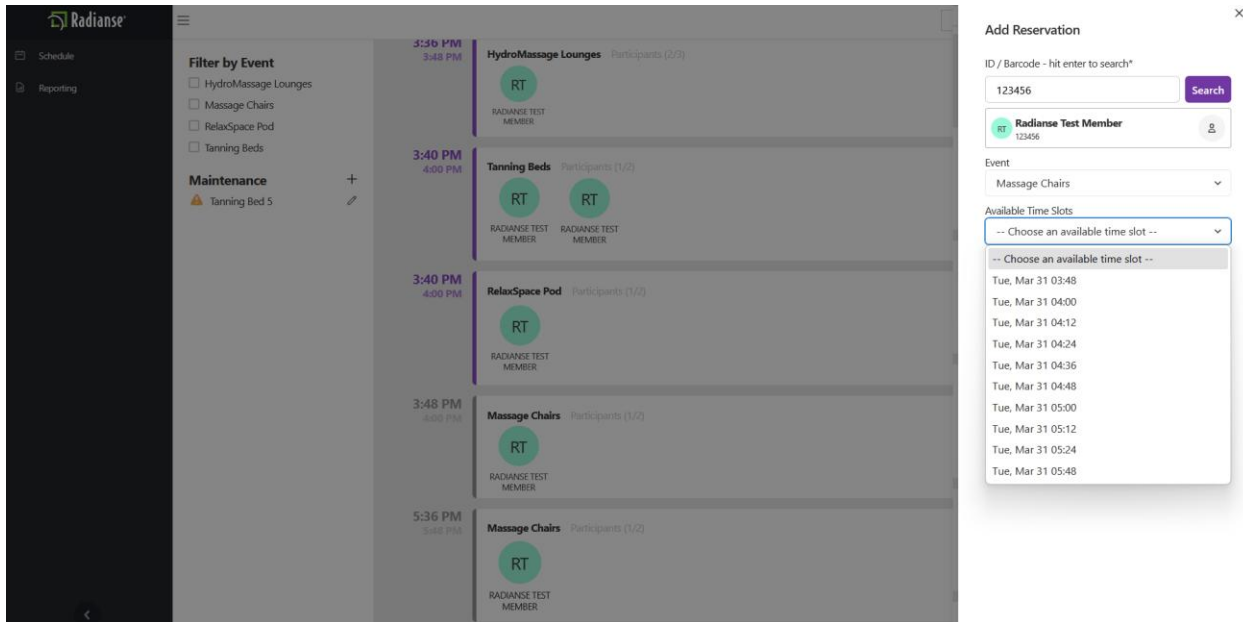 Radianse
Schedule
Reporting
Filter by Event
HydroMassage Lounges
Massage Chairs
RelaxSpace Pod
Tanning Beds
Maintenance +
Tanning Bed 5
3:36 PM
3:48 PM
HydroMassage Lounges Participants (2/3)
RT
RADIANSE TEST
MEMBER
3:40 PM
4:00 PM
Tanning Beds Participants (1/2)
RT RT
RADIANSE TEST RADIANSE TEST
MEMBER MEMBER
3:40 PM
4:00 PM
RelaxSpace Pod Participants (1/2)
RT
RADIANSE TEST
MEMBER
3:48 PM
4:00 PM
Massage Chairs Participants (1/2)
RT
RADIANSE TEST
MEMBER
5:36 PM
5:48 PM
Massage Chairs Participants (1/2)
RT
RADIANSE TEST
MEMBER
Add Reservation
ID / Barcode - hit enter to search*
123456 Search
RT Radianse Test Member
123456
Event
Massage Chairs
Available Time Slots
-- Choose an available time slot --
-- Choose an available time slot --
Tue, Mar 31 03:48
Tue, Mar 31 04:00
Tue, Mar 31 04:12
Tue, Mar 31 04:24
Tue, Mar 31 04:36
Tue, Mar 31 04:48
Tue, Mar 31 05:00
Tue, Mar 31 05:12
Tue, Mar 31 05:24
Tue, Mar 31 05:48